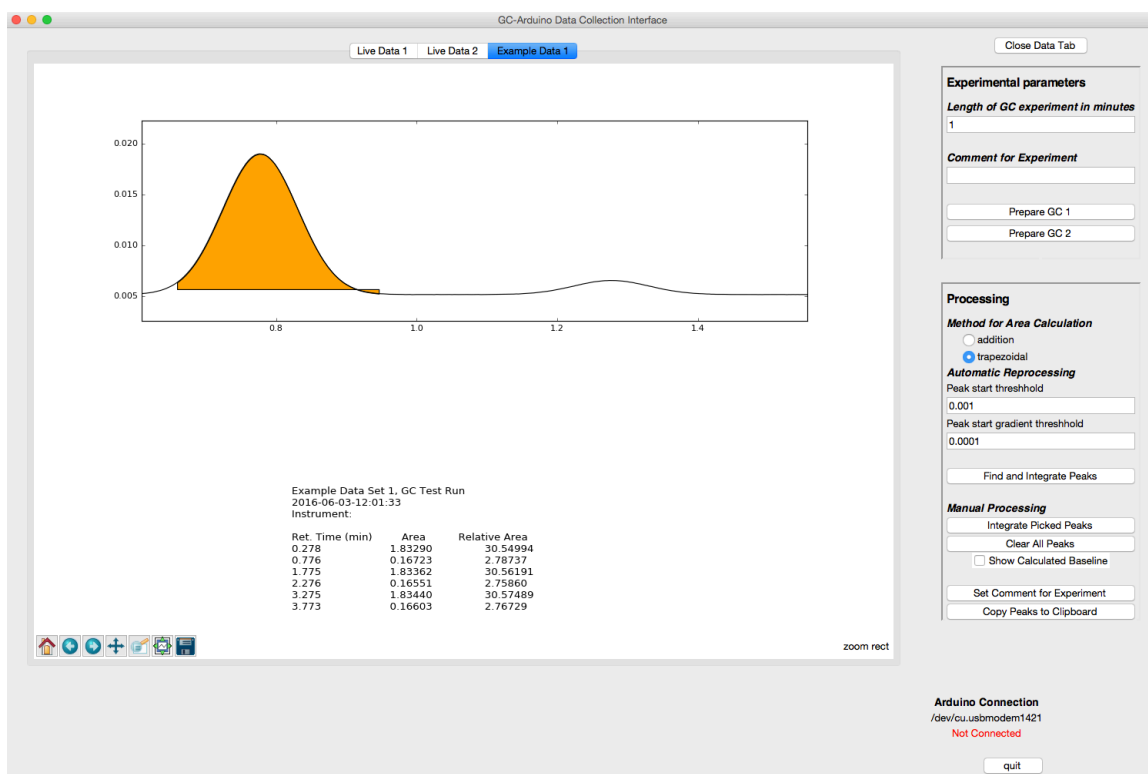 GC-Arduino Data Collection Interface
Live Data 1 Live Data 2 Example Data 1
0.020
0.015
0.010
0.005
0.8 1.0 1.2 1.4
Example Data Set 1, GC Test Run
2016-06-03-12:01:33
Instrument:
Ret. Time (min) Area Relative Area
0.278 1.83290 30.54994
0.776 0.16723 2.78737
1.775 1.83362 30.56191
2.276 0.16551 2.75860
3.275 1.83440 30.57489
3.773 0.16603 2.76729
zoom rect
Close Data Tab
Experimental parameters
Length of GC experiment in minutes
1
Comment for Experiment
Prepare GC 1
Prepare GC 2
Processing
Method for Area Calculation
addition
trapezoidal
Automatic Reprocessing
Peak start threshhold
0.001
Peak start gradient threshhold
0.0001
Find and Integrate Peaks
Manual Processing
Integrate Picked Peaks
Clear All Peaks
Show Calculated Baseline
Set Comment for Experiment
Copy Peaks to Clipboard
Arduino Connection
/dev/cu.usbmodem1421
Not Connected
quit